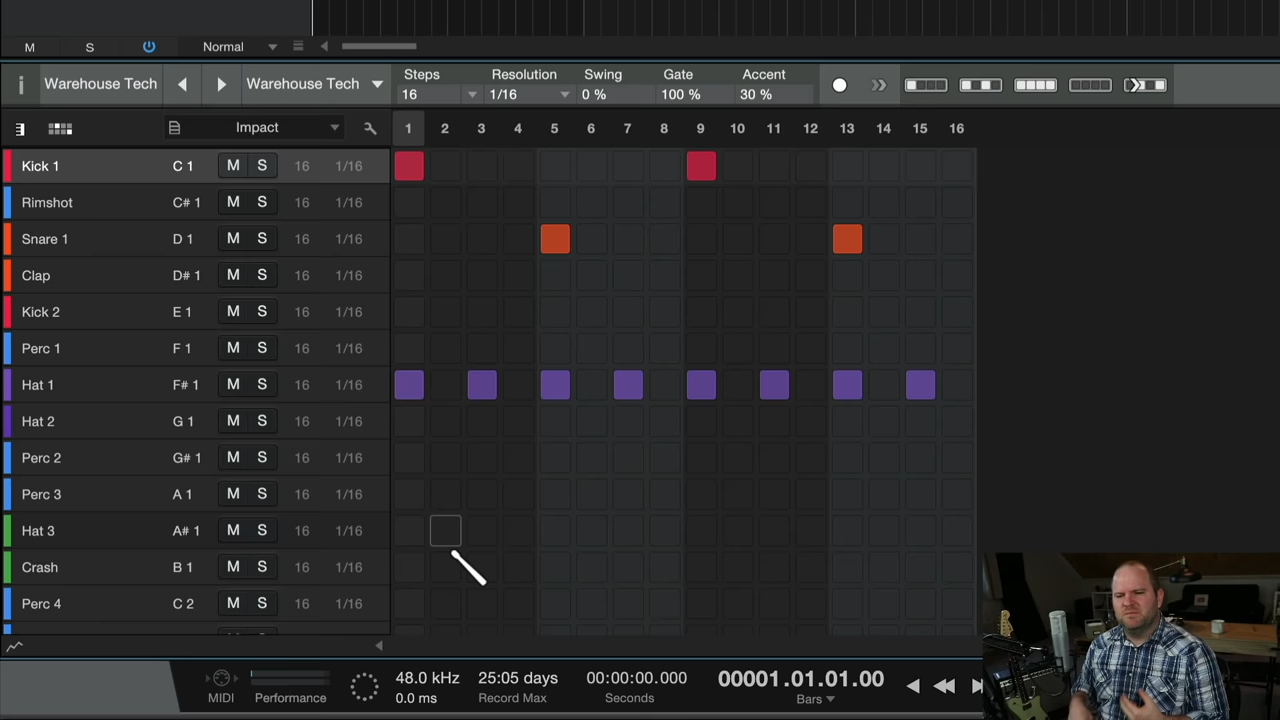 M S Normal
Warehouse Tech Warehouse Tech Steps 16 Resolution 1/16 Swing 0 % Gate 100 % Accent 30 %
Impact 1 2 3 4 5 6 7 8 9 10 11 12 13 14 15 16
Kick 1 C 1 M S 16 1/16
Rimshot C# 1 M S 16 1/16
Snare 1 D 1 M S 16 1/16
Clap D# 1 M S 16 1/16
Kick 2 E 1 M S 16 1/16
Perc 1 F 1 M S 16 1/16
Hat 1 F# 1 M S 16 1/16
Hat 2 G 1 M S 16 1/16
Perc 2 G# 1 M S 16 1/16
Perc 3 A 1 M S 16 1/16
Hat 3 A# 1 M S 16 1/16
Crash B 1 M S 16 1/16
Perc 4 C 2 M S 16 1/16
48.0 kHz 25:05 days 00:00:00.000 00001.01.01.00
MIDI Performance 0.0 ms Record Max Seconds Bars